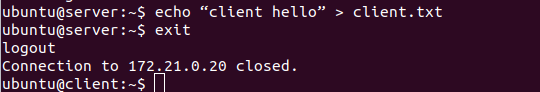 ubuntu@server:~$ echo “client hello” > client.txt
ubuntu@server:~$ exit
logout
Connection to 172.21.0.20 closed.
ubuntu@client:~$